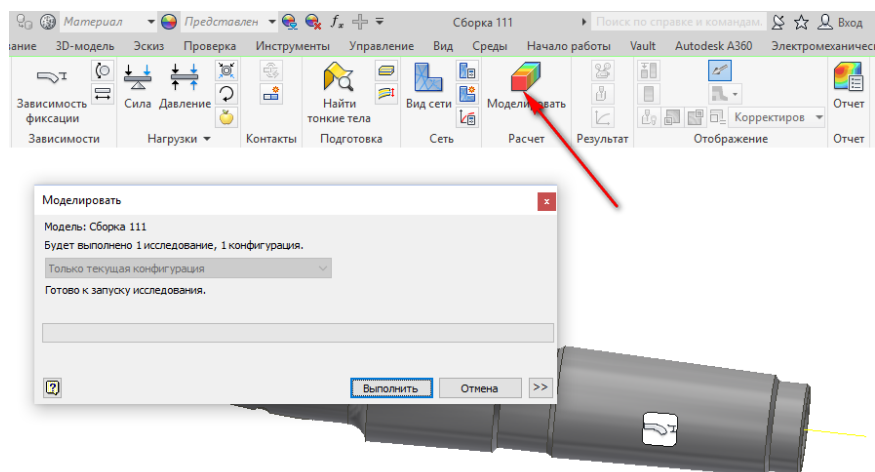 Материал Представлен fx Сборка 111 Поиск по справке и командам. Вход
ание 3D-модель Эскиз Проверка Инструменты Управление Вид Среды Начало работы Vault Autodesk A360 Электромеханичес
Зависимость фиксации Сила Давление Найти тонкие тела Вид сети Моделировать Корректиров Отчет
Зависимости Нагрузки Контакты Подготовка Сеть Расчет Результат Отображение Отчет
Моделировать
Модель: Сборка 111
Будет выполнено 1 исследование, 1 конфигурация.
Только текущая конфигурация
Готово к запуску исследования.
Выполнить Отмена >>